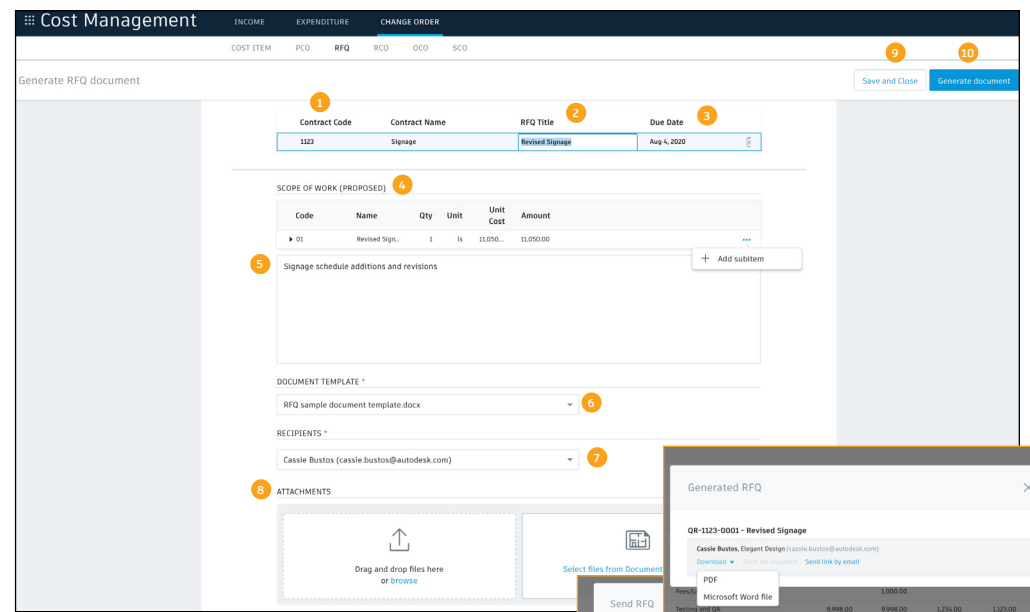 Cost Management INCOME EXPENDITURE CHANGE ORDER
COST ITEM PCO RFQ RCO OCO SCO
9 10
Generate RFQ document Save and Close Generate document
1 2 3
Contract Code Contract Name RFQ Title Due Date
1123 Signage Revised Signage Aug 4, 2020
SCOPE OF WORK (PROPOSED) 4
Code Name Qty Unit Unit Cost Amount
01 Revised Sign... 1 ls 11,050... 11,050.00 ...
+ Add subitem
5 Signage schedule additions and revisions
DOCUMENT TEMPLATE *
RFQ sample document template.docx 6
RECIPIENTS *
Cassie Bustos (cassie.bustos@autodesk.com) 7
8 ATTACHMENTS
Drag and drop files here
or browse
Select files from Document
Generated RFQ
QR-1123-0001 - Revised Signage
Cassie Bustos, Elegant Design (cassie.bustos@autodesk.com)
Download Send for signature Send link by email
PDF
Microsoft Word file
1,000.00
Send RFQ
Testing and QA 9,998.00 9,998.00 1,234.00 1,123.00